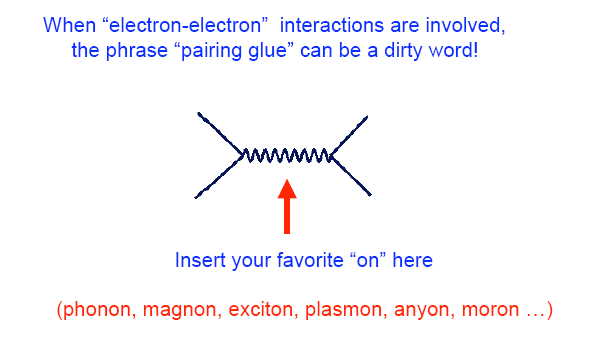 When “electron-electron”  interactions are involved,
the phrase “pairing glue” can be a dirty word!
Insert your favorite “on” here
(phonon, magnon, exciton, plasmon, anyon, moron …)